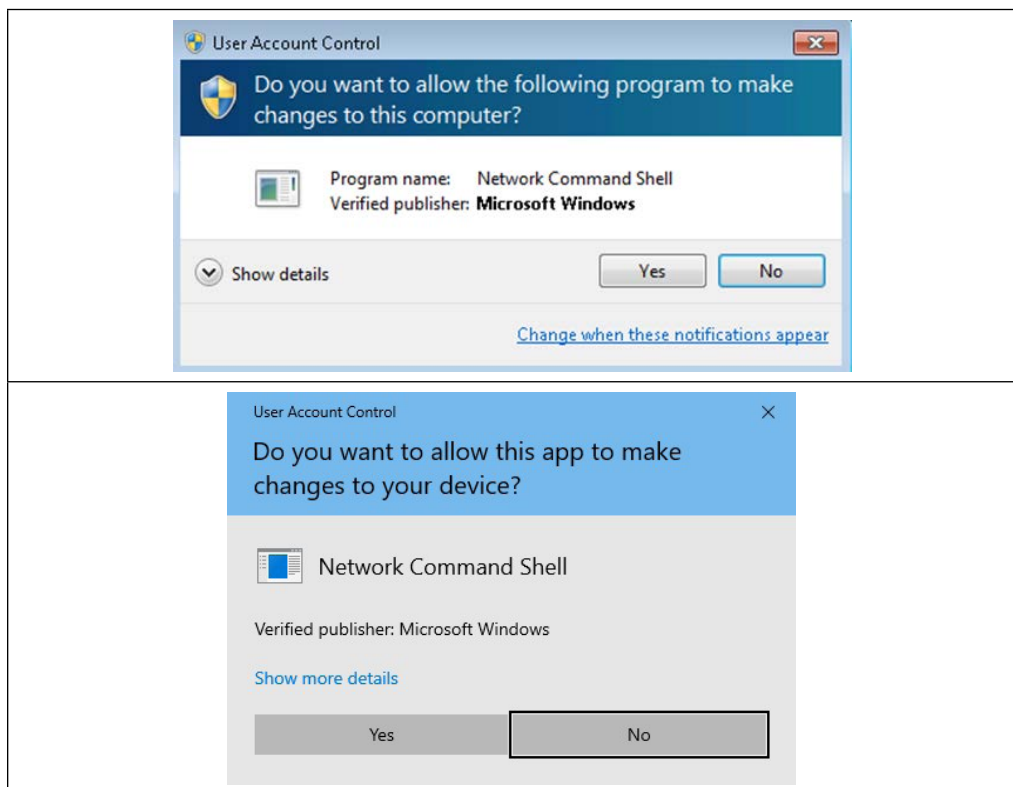 User Account Control
Do you want to allow the following program to make
changes to this computer?
Program name: Network Command Shell
Verified publisher: Microsoft Windows
Show details
Yes
No
Change when these notifications appear
User Account Control
Do you want to allow this app to make
changes to your device?
Network Command Shell
Verified publisher: Microsoft Windows
Show more details
Yes
No